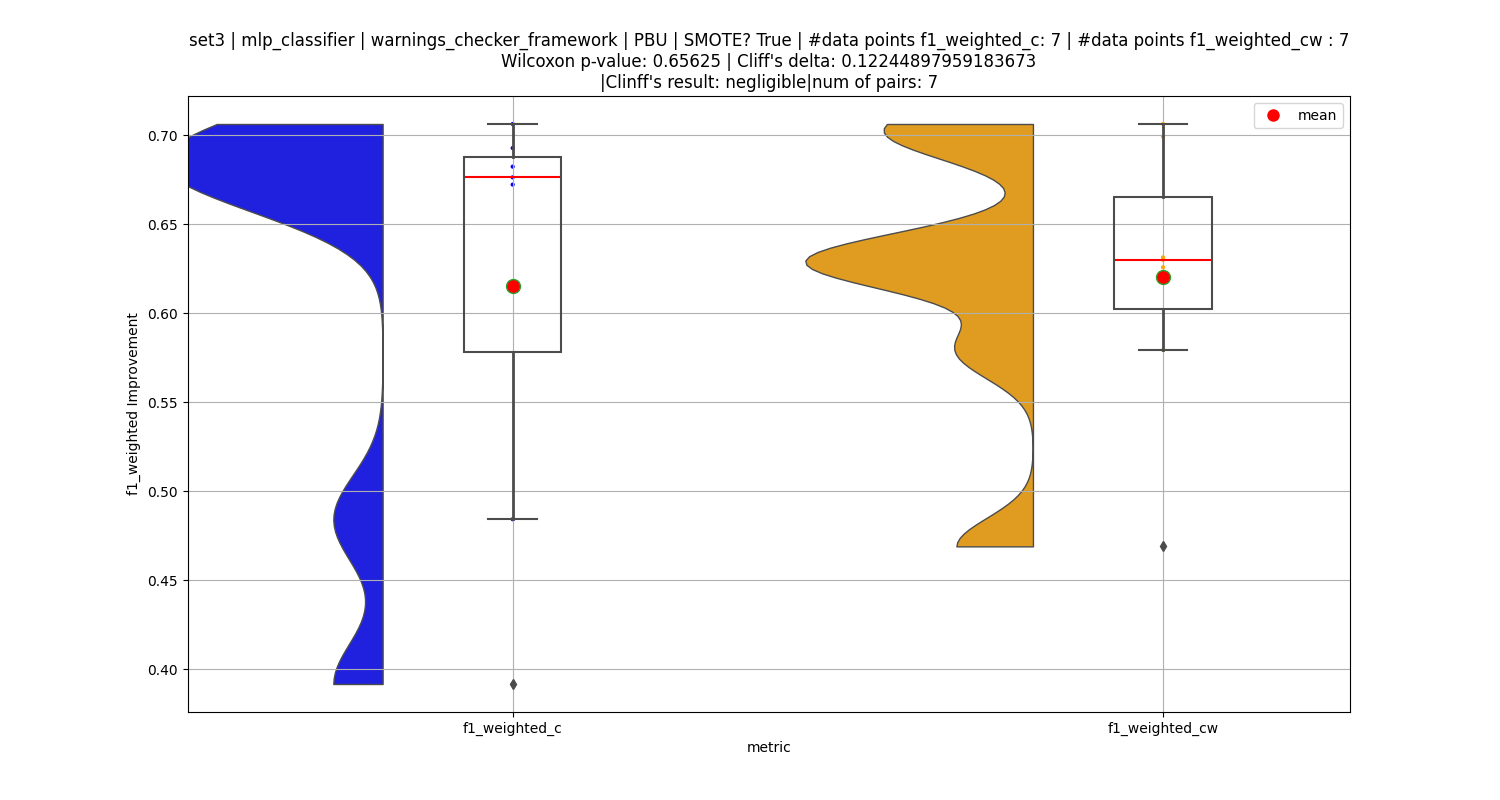 set3 | mlp_classifier | warnings_checker_framework | PBU | SMOTE? True | #data points f1_weighted_c: 7 | #data points f1_weighted_cw : 7
Wilcoxon p-value: 0.65625 | Cliff's delta: 0.12244897959183673
|Clinff's result: negligible|num of pairs: 7
mean
0.70
0.65
0.60
0.55
0.50
0.45
0.40
f1_weighted Improvement
f1_weighted_c
f1_weighted_cw
metric